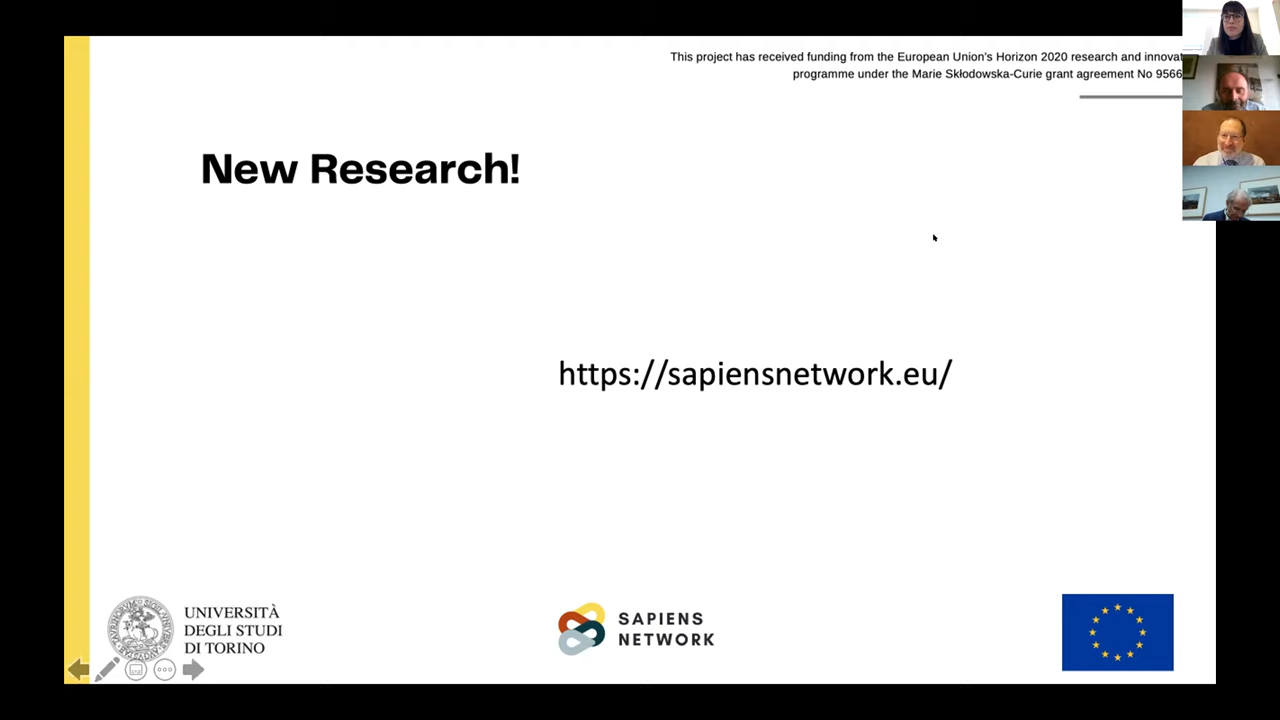 This project has received funding from the European Union's Horizon 2020 research and innovat
programme under the Marie Skłodowska-Curie grant agreement No 9566
New Research!
https://sapiensnetwork.eu/
UNIVERSITÀ
DEGLI STUDI
DI TORINO
SAPIENS
NETWORK